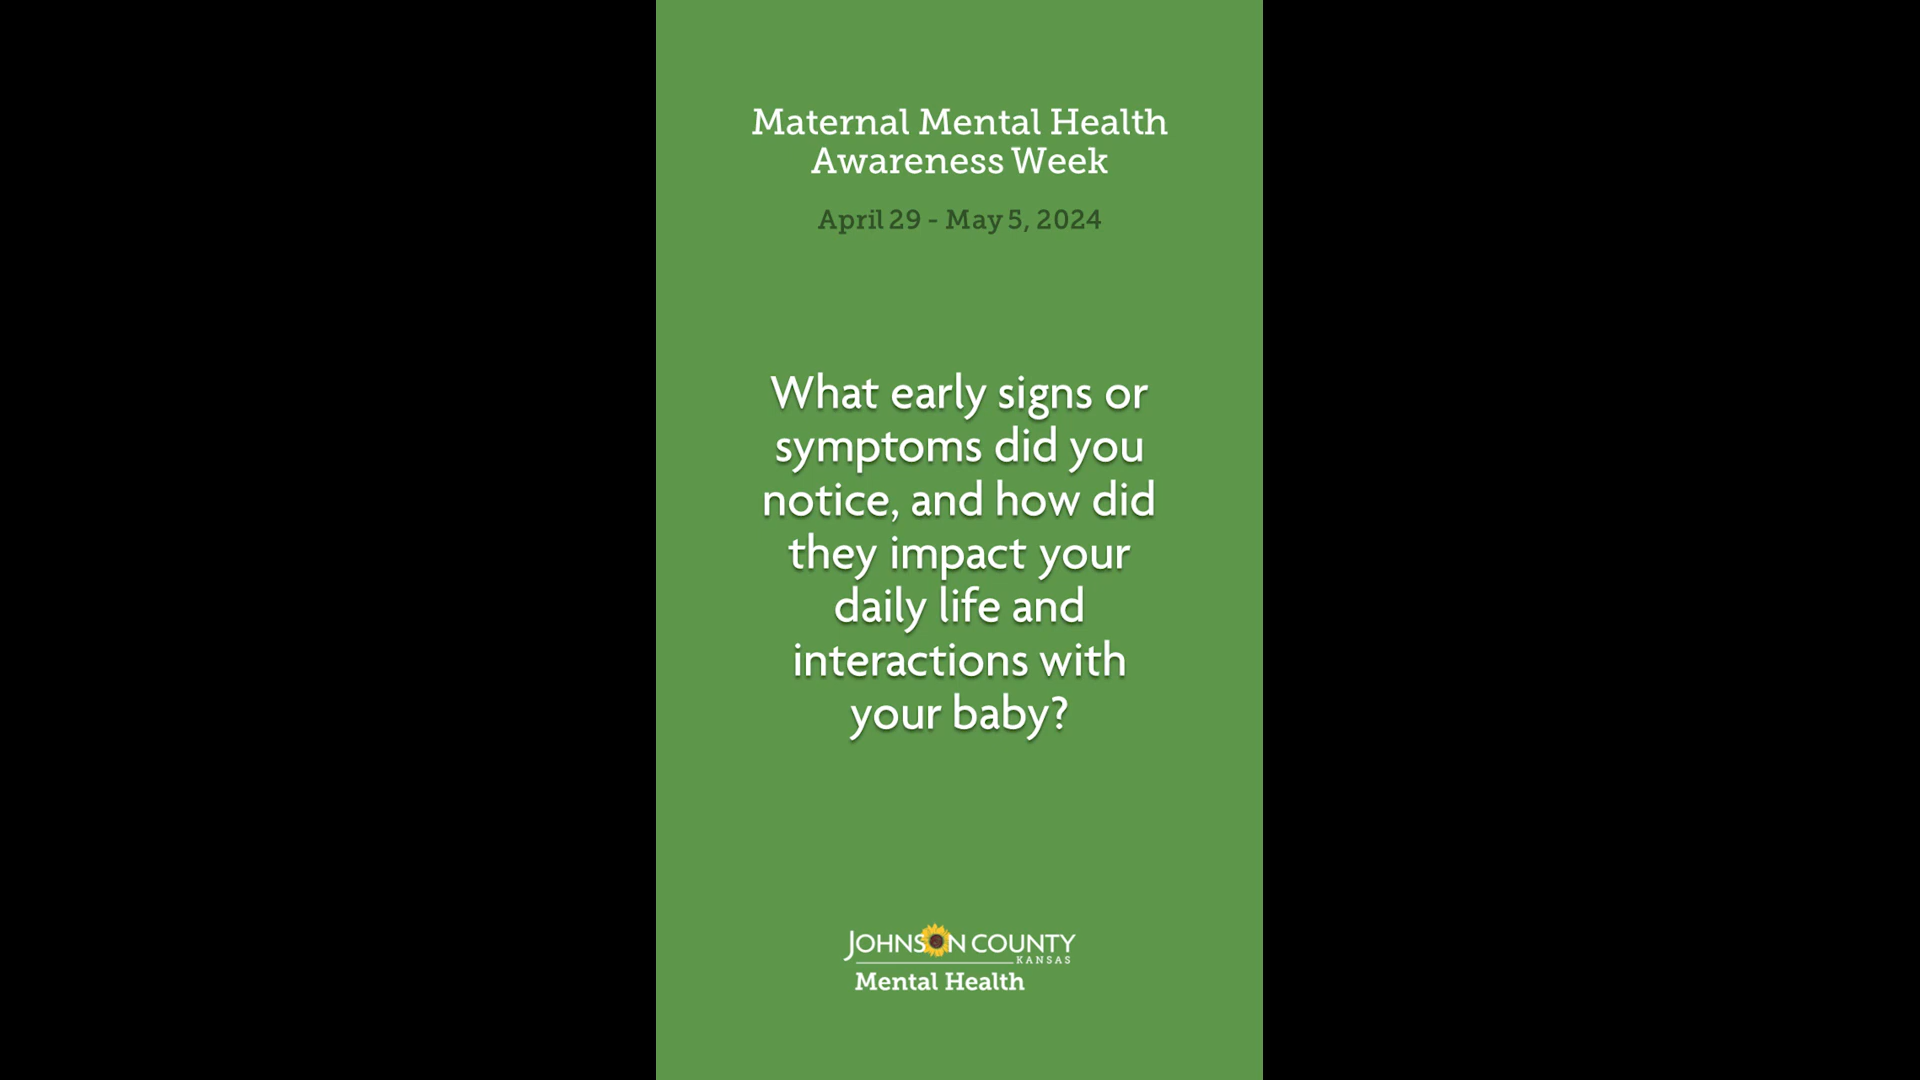 Maternal Mental Health
Awareness Week
April 29 - May 5, 2024
What early signs or
symptoms did you
notice, and how did
they impact your
daily life and
interactions with
your baby?
JOHNSON COUNTY
KANSAS
Mental Health